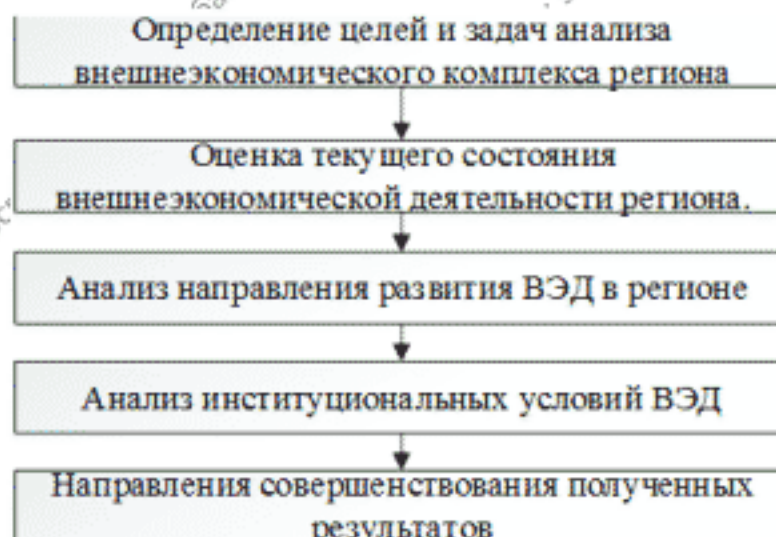 Определение целей и задач анализа
внешнеэкономического комплекса региона
Оценка текущего состояния
внешнеэкономической деятельности региона.
Анализ направления развития ВЭД в регионе
Анализ институциональных условий ВЭД
Направления совершенствования полученных
результатов